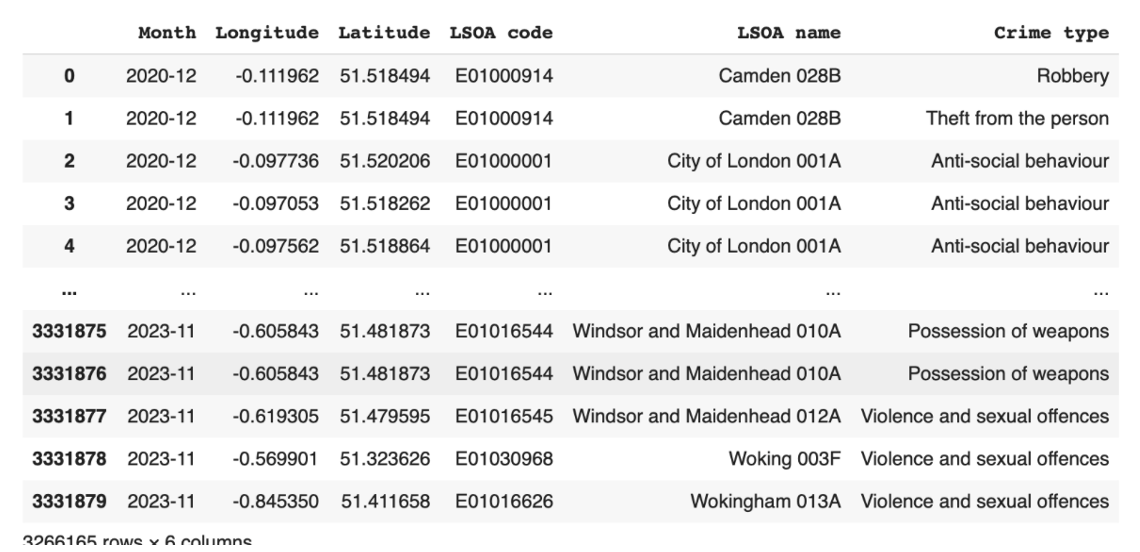 Month Longitude Latitude LSOA code LSOA name Crime type
0 2020-12 -0.111962 51.518494 E01000914 Camden 028B Robbery
1 2020-12 -0.111962 51.518494 E01000914 Camden 028B Theft from the person
2 2020-12 -0.097736 51.520206 E01000001 City of London 001A Anti-social behaviour
3 2020-12 -0.097053 51.518262 E01000001 City of London 001A Anti-social behaviour
4 2020-12 -0.097562 51.518864 E01000001 City of London 001A Anti-social behaviour
... ... ... ... ... ... ...
3331875 2023-11 -0.605843 51.481873 E01016544 Windsor and Maidenhead 010A Possession of weapons
3331876 2023-11 -0.605843 51.481873 E01016544 Windsor and Maidenhead 010A Possession of weapons
3331877 2023-11 -0.619305 51.479595 E01016545 Windsor and Maidenhead 012A Violence and sexual offences
3331878 2023-11 -0.569901 51.323626 E01030968 Woking 003F Violence and sexual offences
3331879 2023-11 -0.845350 51.411658 E01016626 Wokingham 013A Violence and sexual offences
3266165 rows × 6 columns